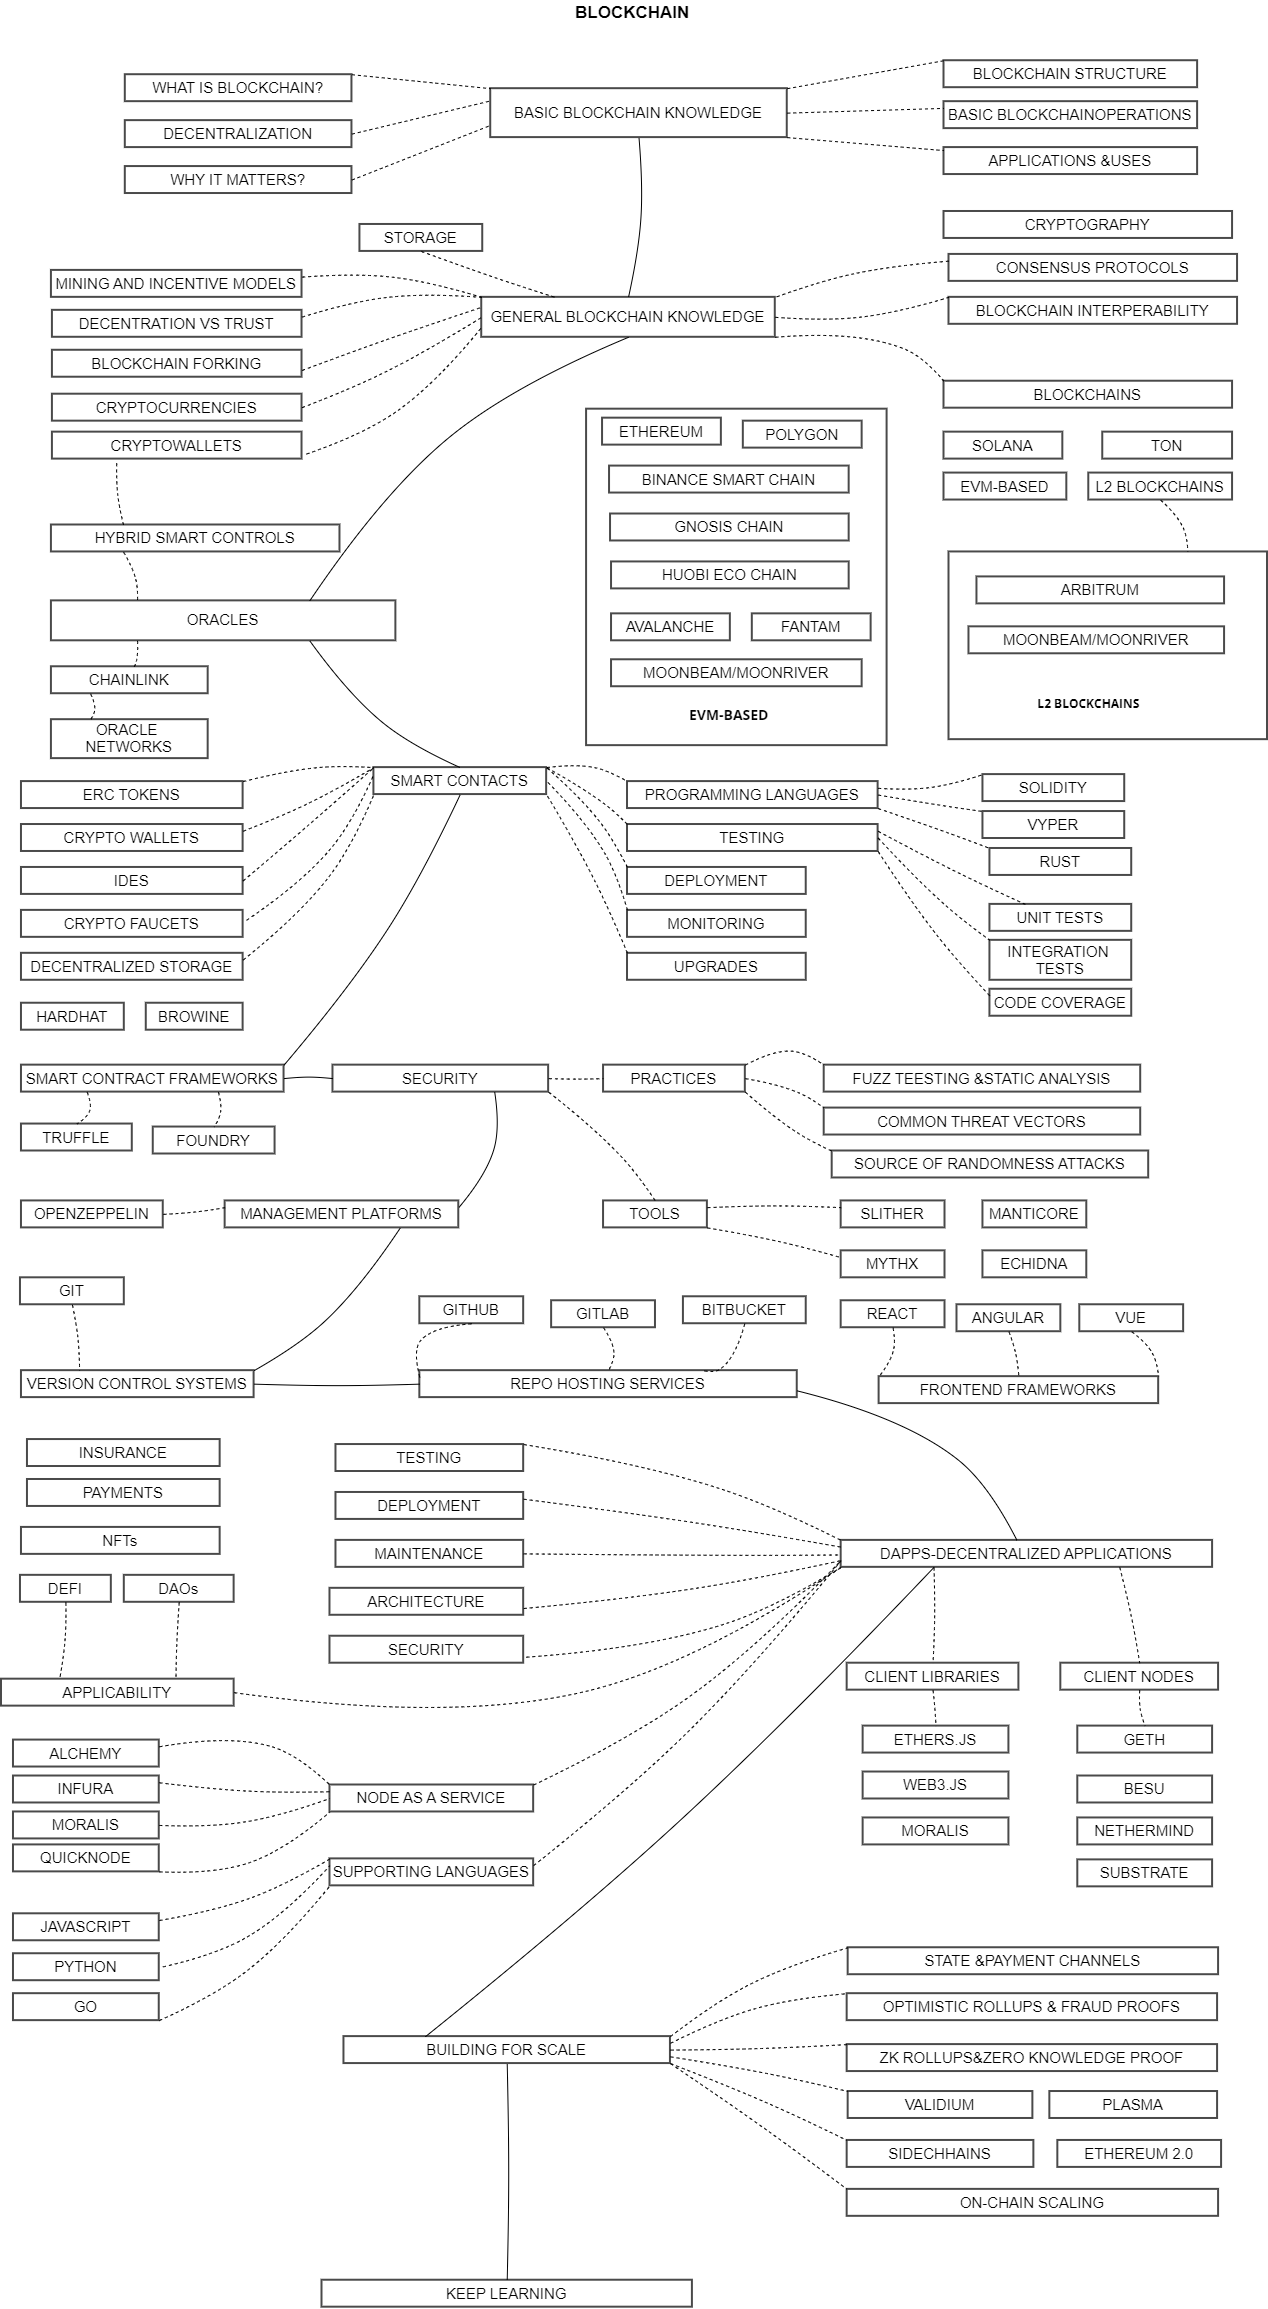 BLOCKCHAIN
WHAT IS BLOCKCHAIN?
DECENTRALIZATION
WHY IT MATTERS?
BASIC BLOCKCHAIN KNOWLEDGE
BLOCKCHAIN STRUCTURE
BASIC BLOCKCHAINOPERATIONS
APPLICATIONS &USES
STORAGE
MINING AND INCENTIVE MODELS
DECENTRATION VS TRUST
BLOCKCHAIN FORKING
CRYPTOCURRENCIES
CRYPTOWALLETS
GENERAL BLOCKCHAIN KNOWLEDGE
CRYPTOGRAPHY
CONSENSUS PROTOCOLS
BLOCKCHAIN INTERPERABILITY
BLOCKCHAINS
SOLANA
TON
EVM-BASED
L2 BLOCKCHAINS
ETHEREUM
POLYGON
BINANCE SMART CHAIN
GNOSIS CHAIN
HUOBI ECO CHAIN
AVALANCHE
FANTAM
MOONBEAM/MOONRIVER
EVM-BASED
ARBITRUM
MOONBEAM/MOONRIVER
L2 BLOCKCHAINS
HYBRID SMART CONTROLS
ORACLES
CHAINLINK
ORACLE
NETWORKS
SMART CONTACTS
ERC TOKENS
CRYPTO WALLETS
IDES
CRYPTO FAUCETS
DECENTRALIZED STORAGE
PROGRAMMING LANGUAGES
TESTING
DEPLOYMENT
MONITORING
UPGRADES
SOLIDITY
VYPER
RUST
UNIT TESTS
INTEGRATION
TESTS
CODE COVERAGE
HARDHAT
BROWINE
SMART CONTRACT FRAMEWORKS
TRUFFLE
FOUNDRY
SECURITY
PRACTICES
FUZZ TEESTING &STATIC ANALYSIS
COMMON THREAT VECTORS
SOURCE OF RANDOMNESS ATTACKS
OPENZEPPELIN
MANAGEMENT PLATFORMS
TOOLS
SLITHER
MANTICORE
MYTHX
ECHIDNA
GIT
VERSION CONTROL SYSTEMS
GITHUB
GITLAB
BITBUCKET
REPO HOSTING SERVICES
REACT
ANGULAR
VUE
FRONTEND FRAMEWORKS
INSURANCE
PAYMENTS
NFTs
DEFI
DAOs
APPLICABILITY
TESTING
DEPLOYMENT
MAINTENANCE
ARCHITECTURE
SECURITY
DAPPS-DECENTRALIZED APPLICATIONS
CLIENT LIBRARIES
CLIENT NODES
ETHERS.JS
WEB3.JS
MORALIS
GETH
BESU
NETHERMIND
SUBSTRATE
ALCHEMY
INFURA
MORALIS
QUICKNODE
NODE AS A SERVICE
SUPPORTING LANGUAGES
JAVASCRIPT
PYTHON
GO
BUILDING FOR SCALE
STATE &PAYMENT CHANNELS
OPTIMISTIC ROLLUPS & FRAUD PROOFS
ZK ROLLUPS&ZERO KNOWLEDGE PROOF
VALIDIUM
PLASMA
SIDECHHAINS
ETHEREUM 2.0
ON-CHAIN SCALING
KEEP LEARNING